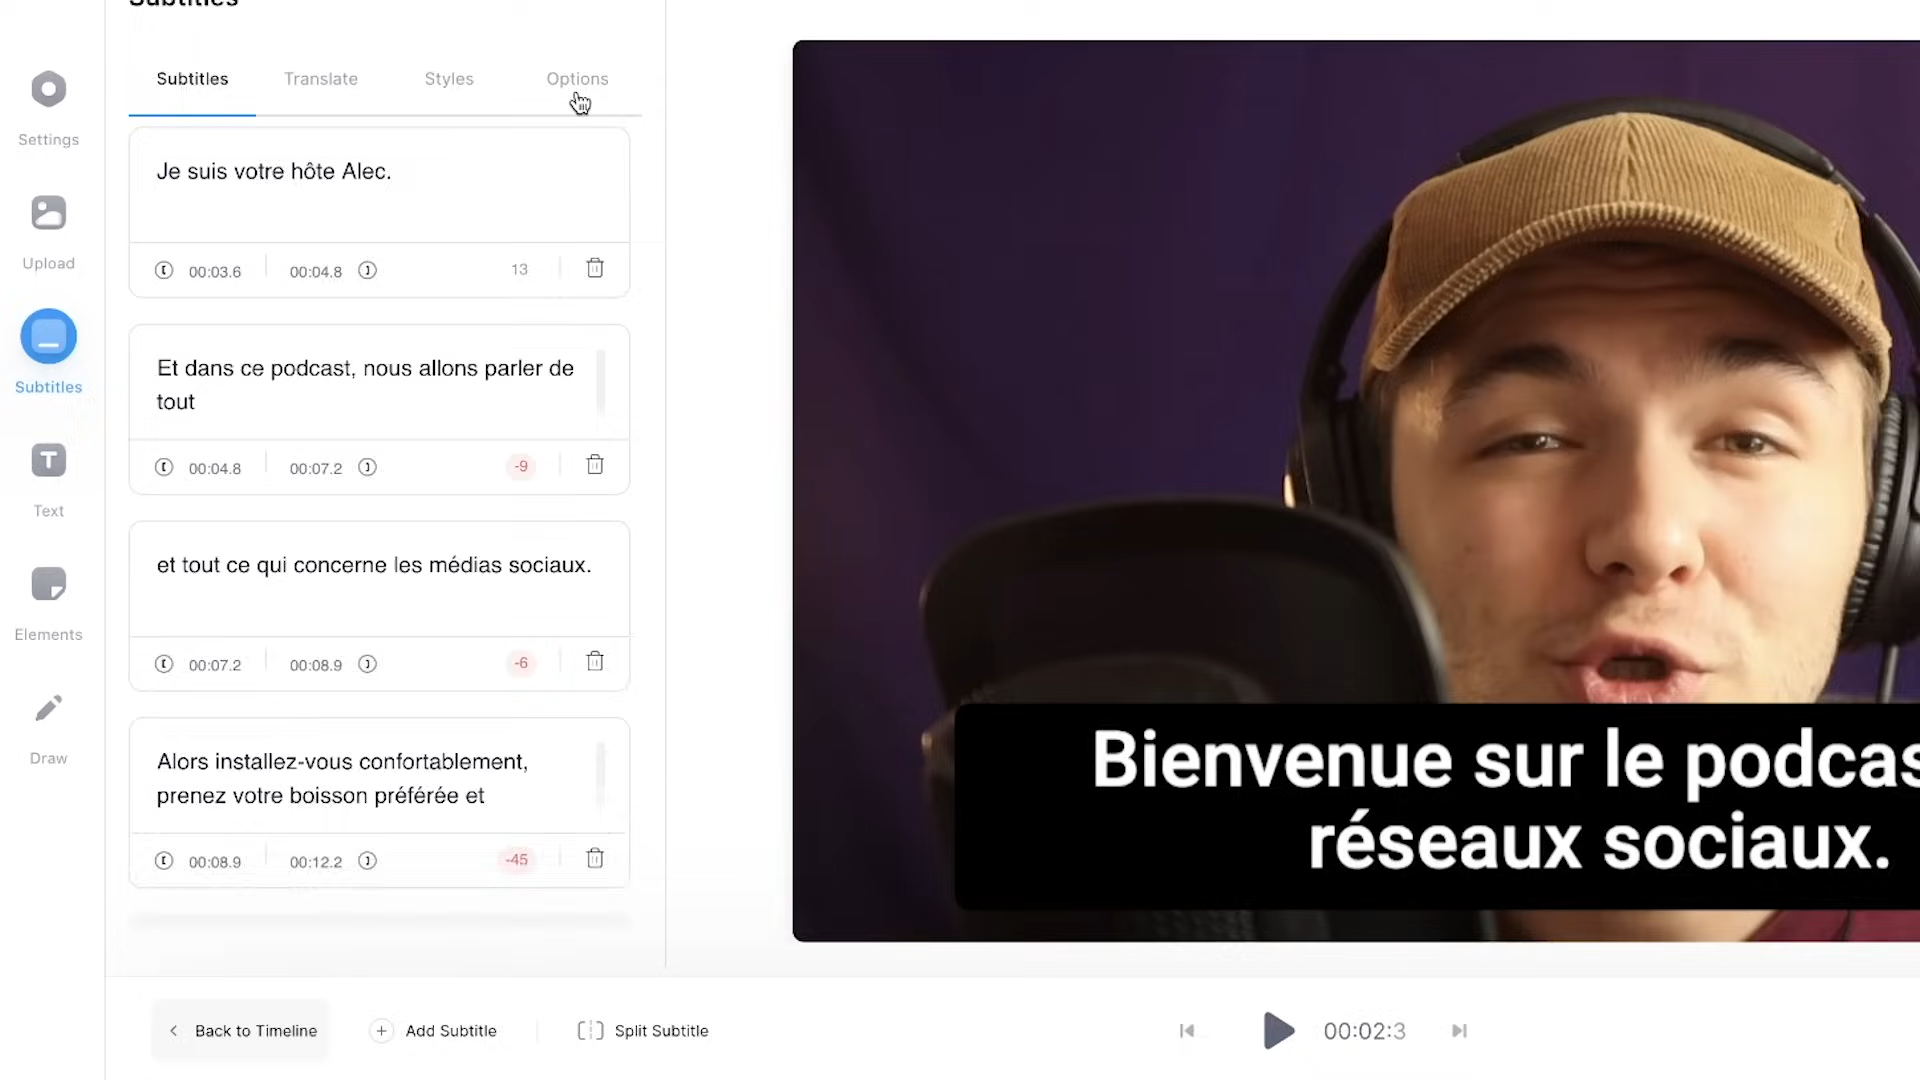 Subtitles
Settings
Upload
Subtitles
Text
Elements
Draw
Subtitles Translate Styles Options
Je suis votre hôte Alec.
00:03.6 00:04.8 13
Et dans ce podcast, nous allons parler de
tout
00:04.8 00:07.2 -9
et tout ce qui concerne les médias sociaux.
00:07.2 00:08.9 -6
Alors installez-vous confortablement,
prenez votre boisson préférée et
00:08.9 00:12.2 -45
Bienvenue sur le podcas
réseaux sociaux.
Back to Timeline Add Subtitle Split Subtitle 00:02:3